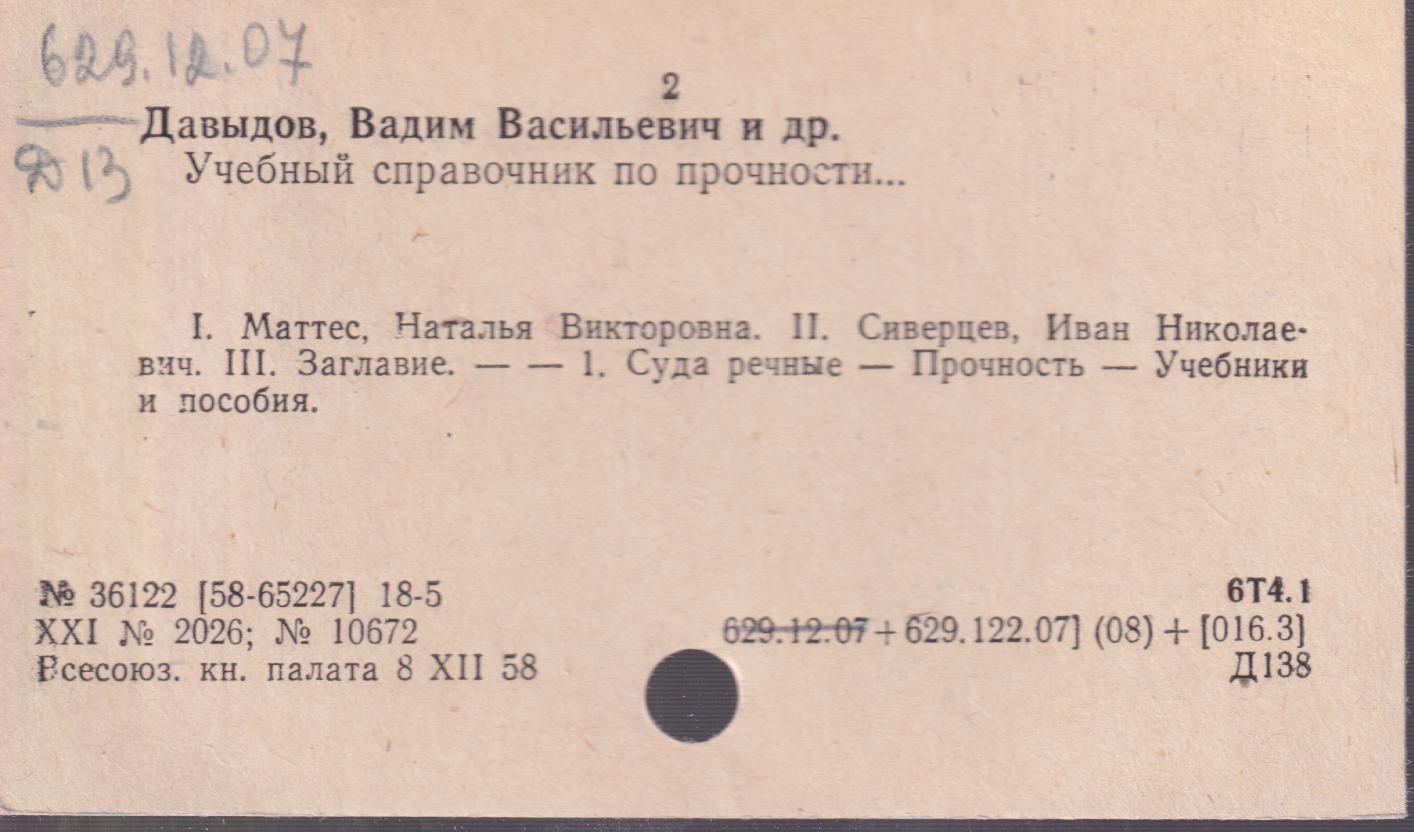 629.12.07
2
Давыдов, Вадим Васильевич и др.
Д13
Учебный справочник по прочности...
I. Маттес, Наталья Викторовна. II. Сиверцев, Иван Николае-
вич. III. Заглавие. — — 1. Суда речные — Прочность — Учебники
и пособия.
№ 36122 [58-65227] 18-5
6Т4.1
XXI № 2026; № 10672
629.12.07 + 629.122.07] (08) + [016.3]
Всесоюз. кн. палата 8 XII 58
Д138